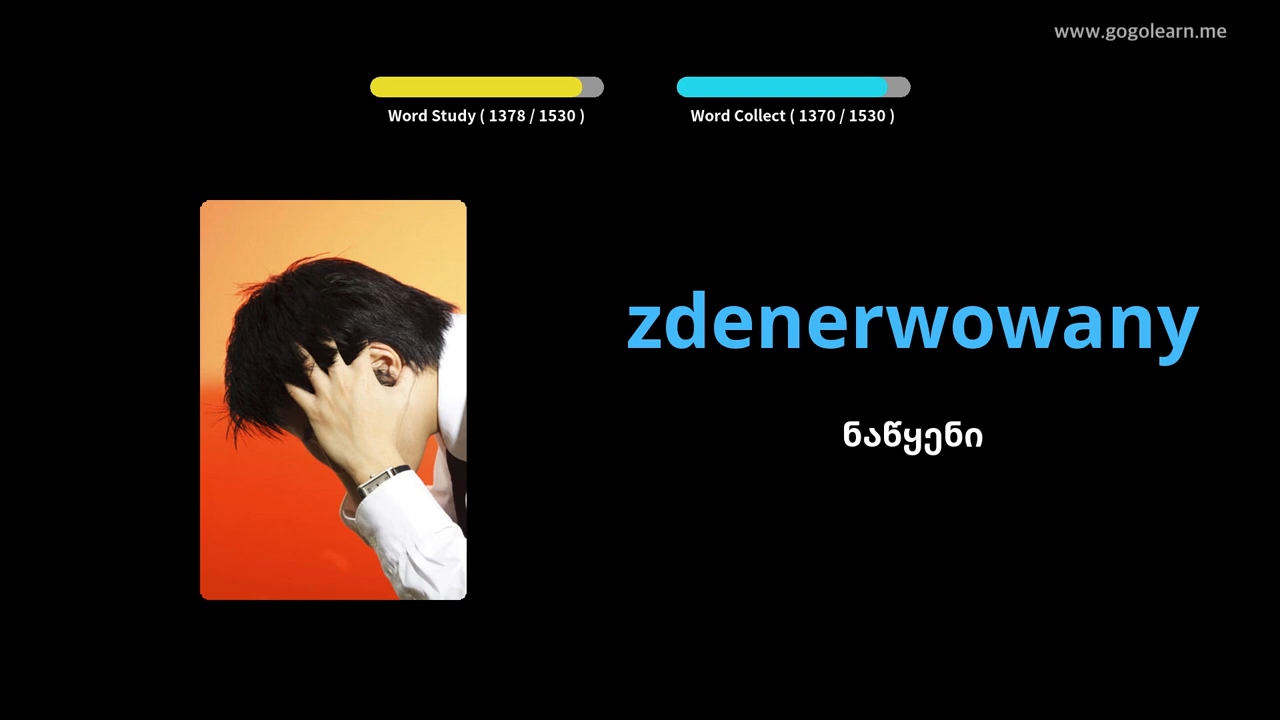 www.gogolearn.me
Word Study ( 1378 / 1530 )
Word Collect ( 1370 / 1530 )
zdenerwowany
ნაწყენი